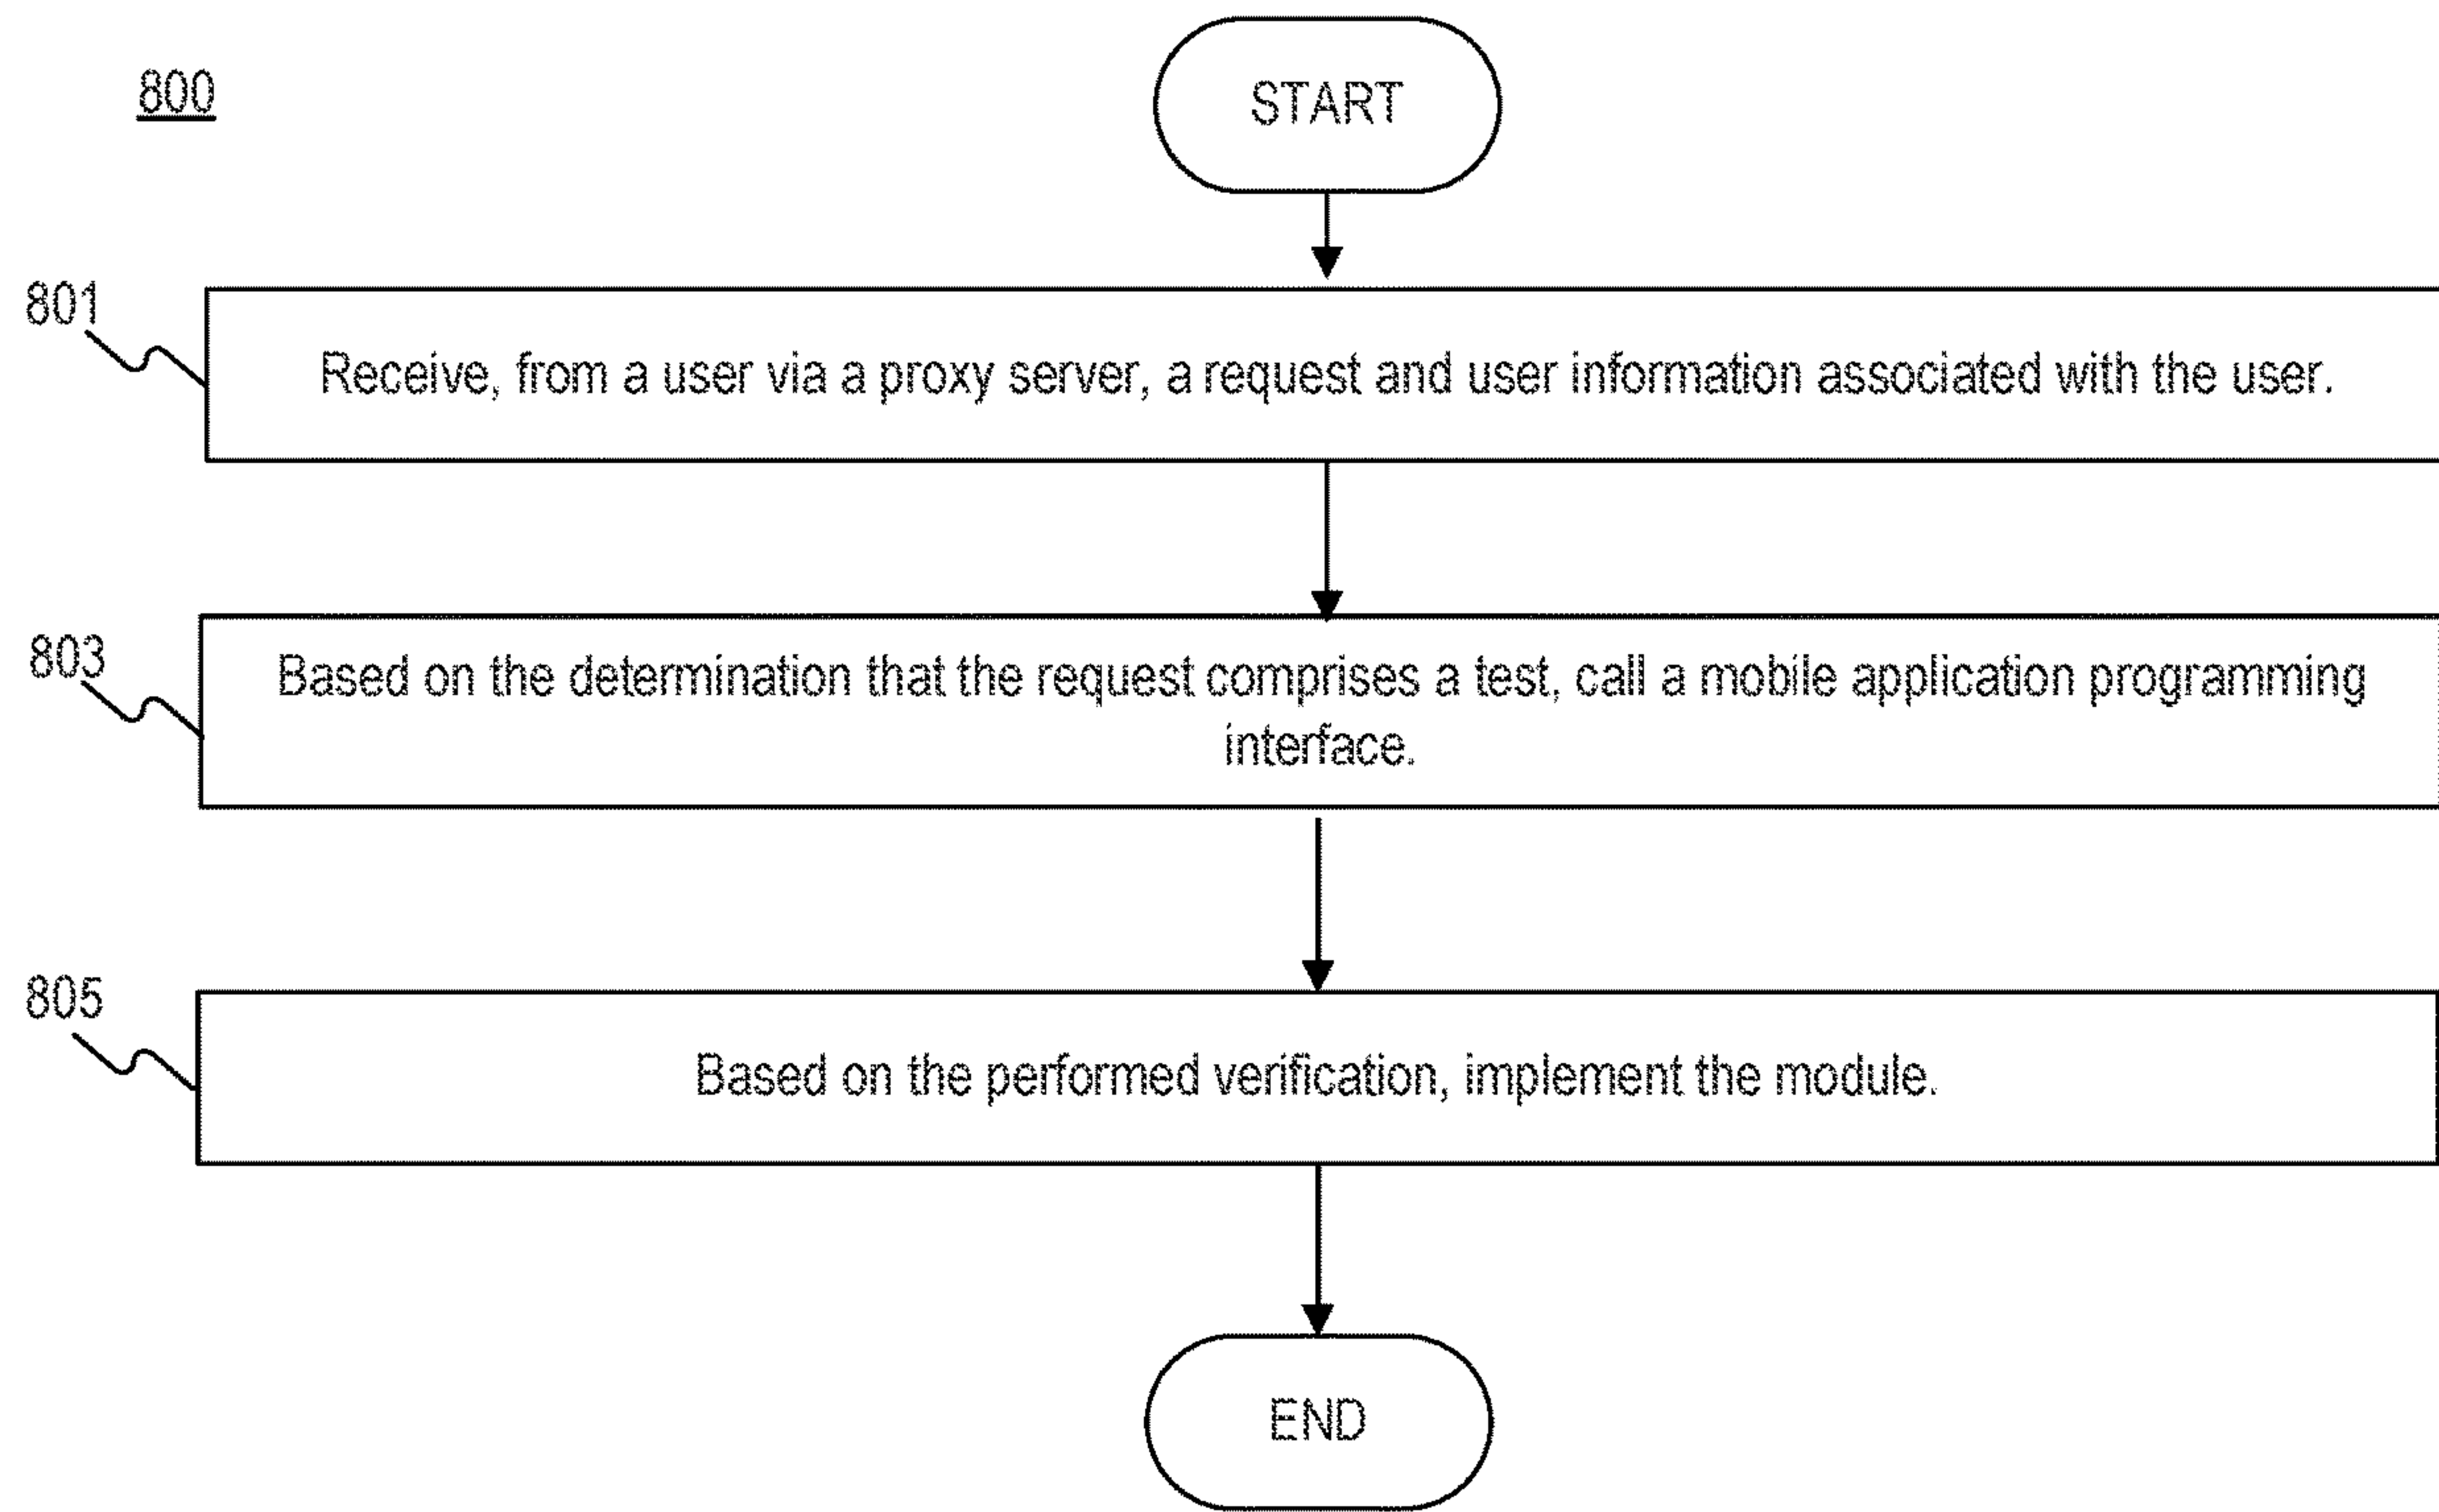 800
START
801
Receive, from a user via a proxy server, a request and user information associated with the user.
803
Based on the determination that the request comprises a test, call a mobile application programming
interface.
805
Based on the performed verification, implement the module.
END